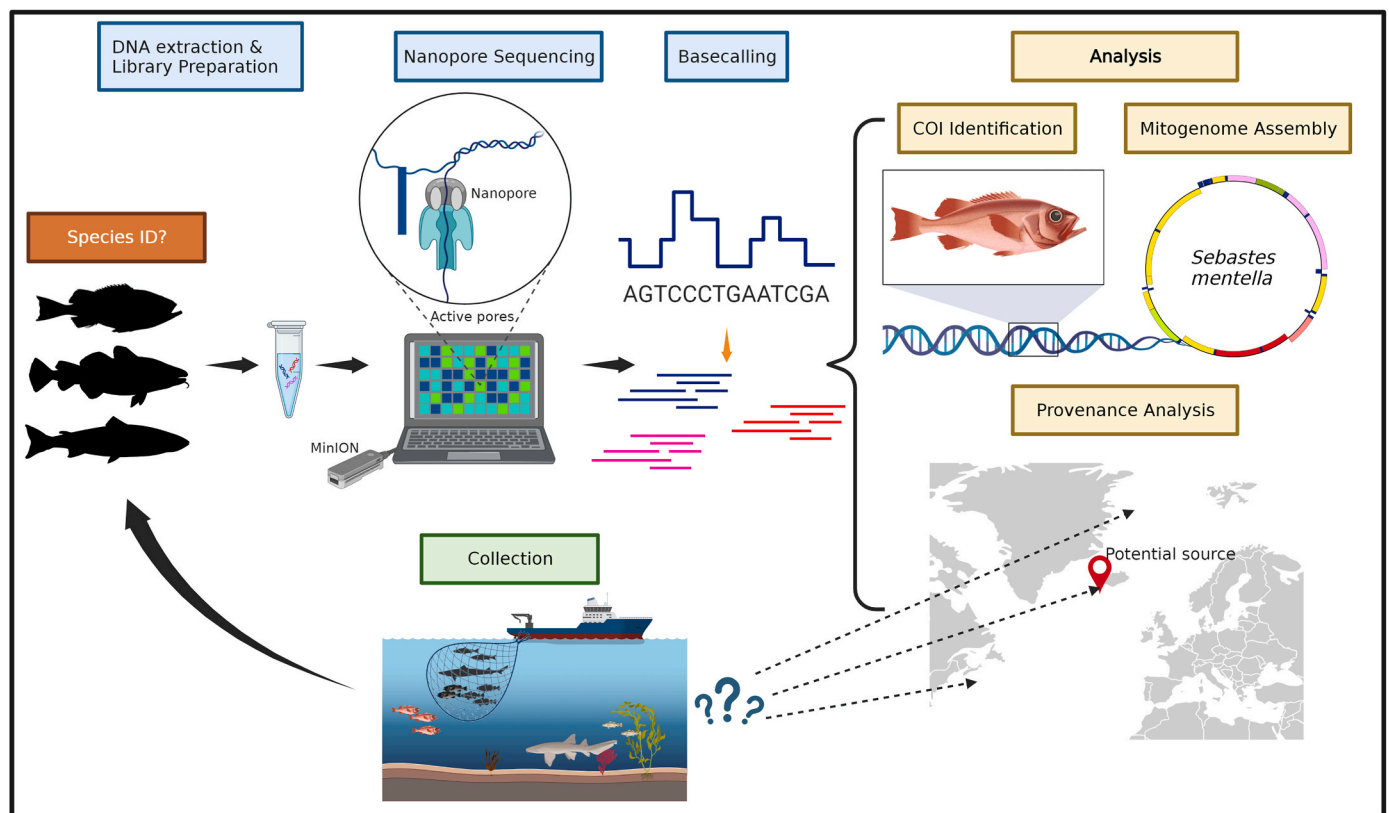 DNA extraction &
Library Preparation
Nanopore Sequencing
Basecalling
Analysis
COI Identification
Mitogenome Assembly
Nanopore
Species ID?
Sebastes
mentella
AGTCCCTGAATCGA
Active pores
MinION
Provenance Analysis
Collection
Potential source
???